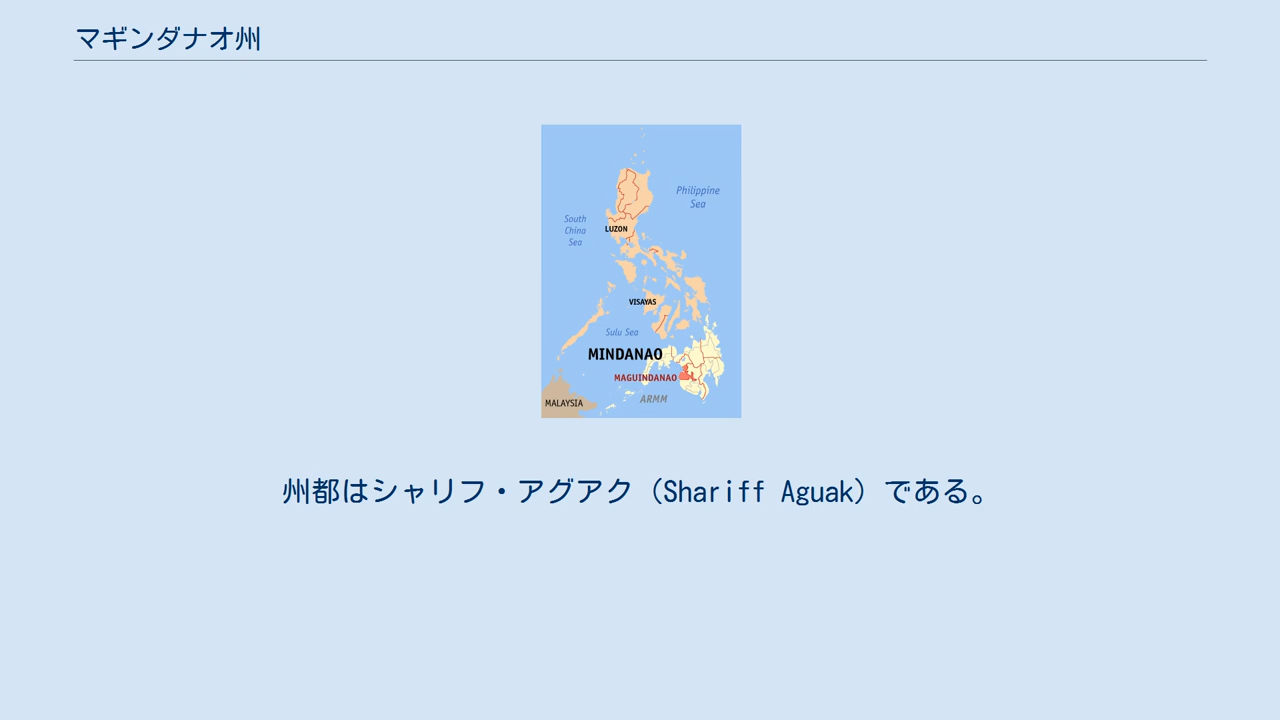 マギンダナオ州
Philippine
Sea
South
China
Sea
LUZON
VISAYAS
Sulu Sea
MINDANAO
MAGUINDANAO
ARMM
MALAYSIA
州都はシャリフ・アグアク（Shariff Aguak）である。